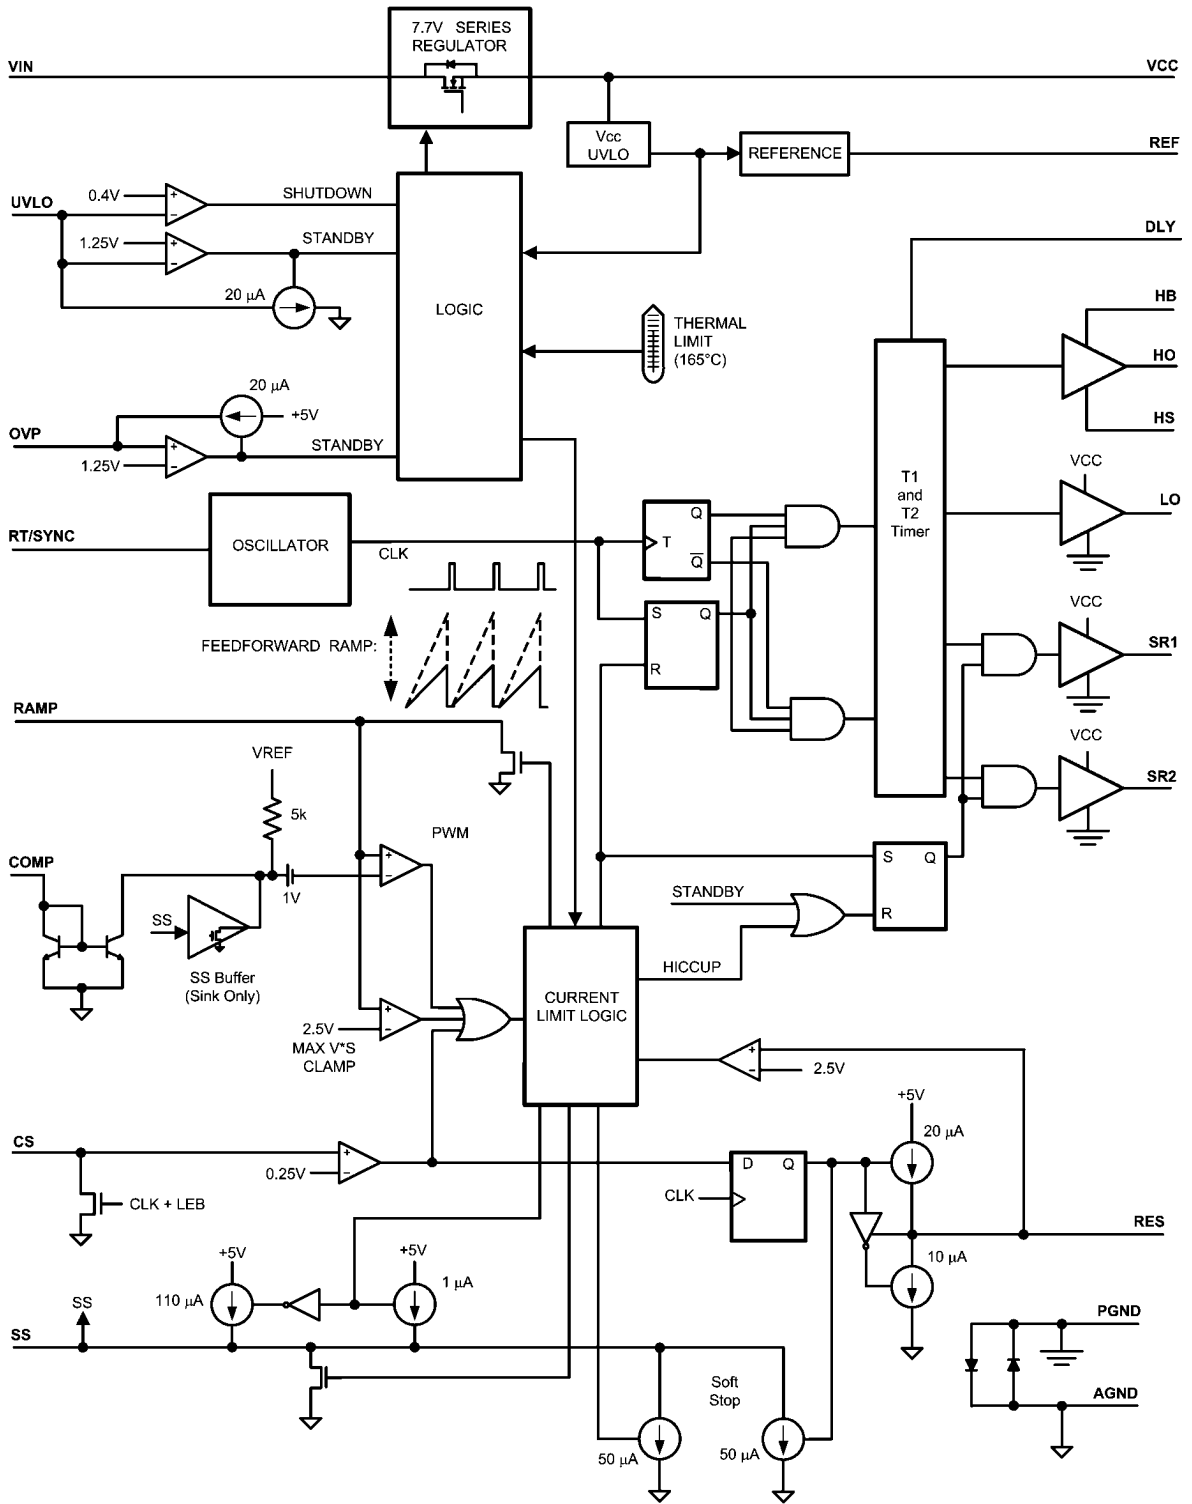 7.7V SERIES
REGULATOR
VIN
VCC
Vcc
UVLO
REFERENCE
REF
0.4V
+
−
SHUTDOWN
UVLO
1.25V
+
−
STANDBY
20 µA
LOGIC
THERMAL
LIMIT
(165°C)
DLY
HB
HO
HS
20 µA
+5V
OVP
+
−
1.25V
STANDBY
T1
and
T2
Timer
VCC
LO
RT/SYNC
OSCILLATOR
CLK
Q
T
Q
S
Q
R
FEEDFORWARD RAMP:
VCC
SR1
RAMP
VCC
SR2
VREF
5k
PWM
+
−
COMP
1V
SS
SS Buffer
(Sink Only)
STANDBY
S
Q
R
HICCUP
CURRENT
LIMIT LOGIC
+
−
2.5V
MAX V*S
CLAMP
+
−
2.5V
+5V
20 µA
CS
+
−
0.25V
D
Q
CLK
CLK + LEB
RES
10 µA
+5V
110 µA
+5V
1 µA
SS
SS
PGND
AGND
Soft
Stop
50 µA
50 µA